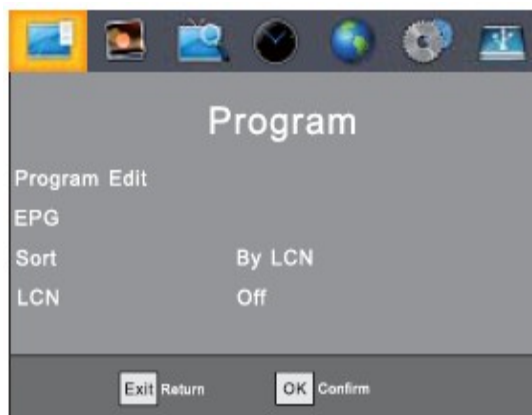 Program
Program Edit
EPG
Sort By LCN
LCN Off
Exit Return OK Confirm